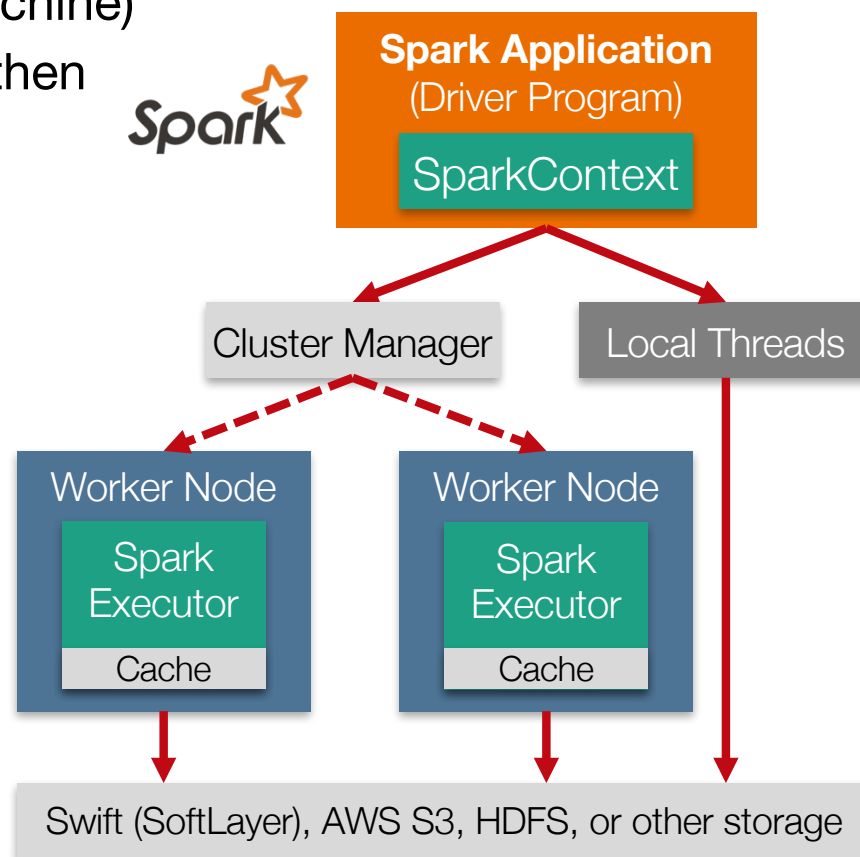 chine)
then
Spark
Spark Application
(Driver Program)
SparkContext
Cluster Manager
Local Threads
Worker Node
Spark
Executor
Cache
Worker Node
Spark
Executor
Cache
Swift (SoftLayer), AWS S3, HDFS, or other storage